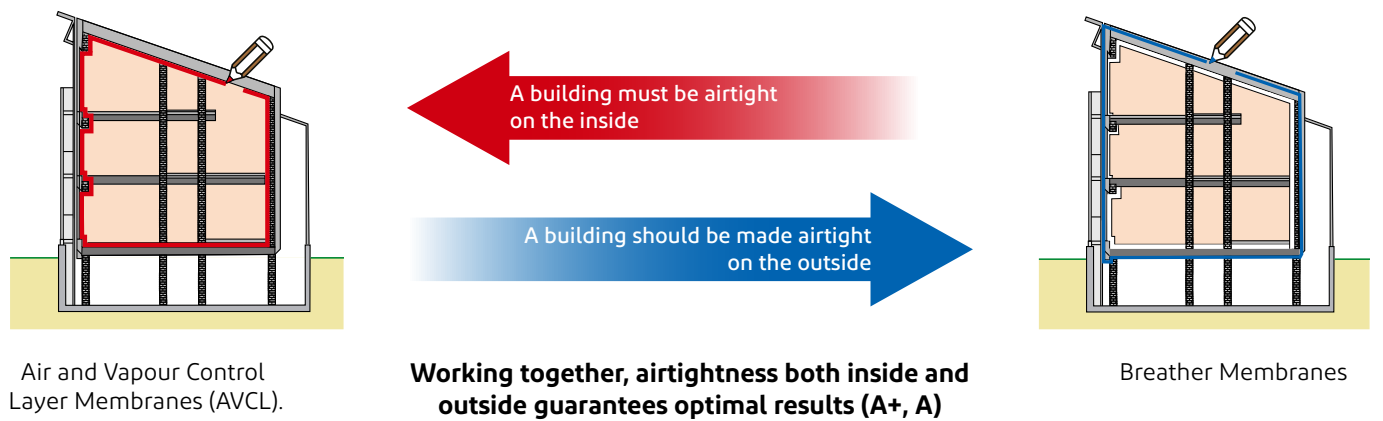 A building must be airtight
on the inside
A building should be made airtight
on the outside
Air and Vapour Control
Layer Membranes (AVCL).
Working together, airtightness both inside and
outside guarantees optimal results (A+, A)
Breather Membranes